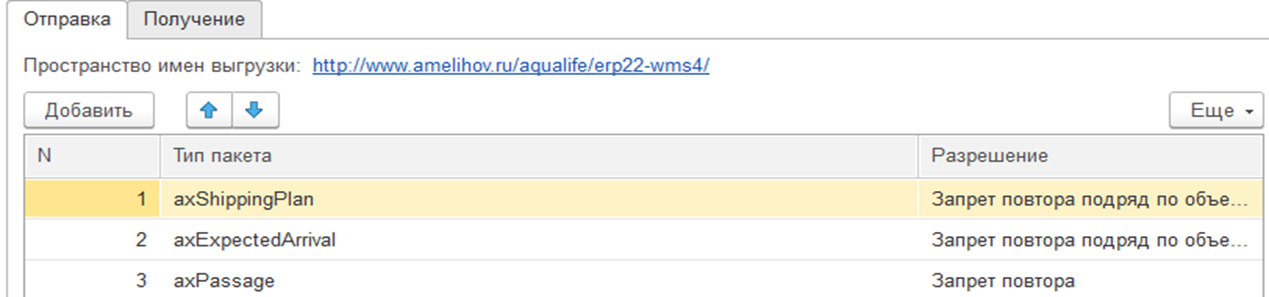 Отправка Получение
Пространство имен выгрузки: http://www.amelihov.ru/aqualife/erp22-wms4/
Добавить Еще
N Тип пакета Разрешение
1 axShippingPlan Запрет повтора подряд по объе...
2 axExpectedArrival Запрет повтора подряд по объе...
3 axPassage Запрет повтора